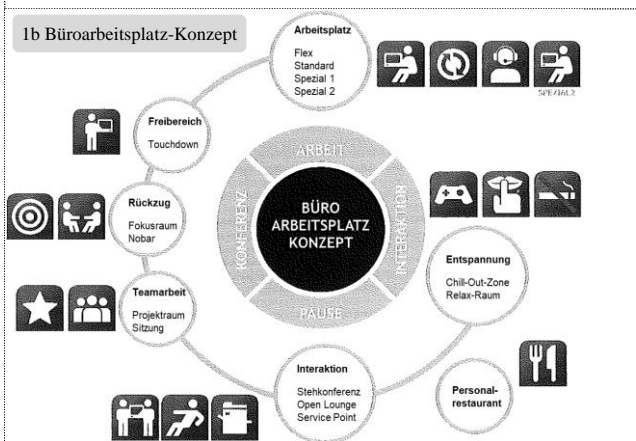 1b Büroarbeitsplatz-Konzept
Arbeitsplatz
Flex
Standard
Spezial 1
Spezial 2
SPEZIAL2
Freibereich
Touchdown
ARBEIT
KONFERENZ
BÜRO
ARBEITSPLATZ
KONZEPT
INTERAKTION
PAUSE
Rückzug
Fokusraum
Nobar
Entspannung
Chill-Out-Zone
Relax-Raum
Teamarbeit
Projektraum
Sitzung
Interaktion
Stehkonferenz
Open Lounge
Service Point
Personal-
restaurant